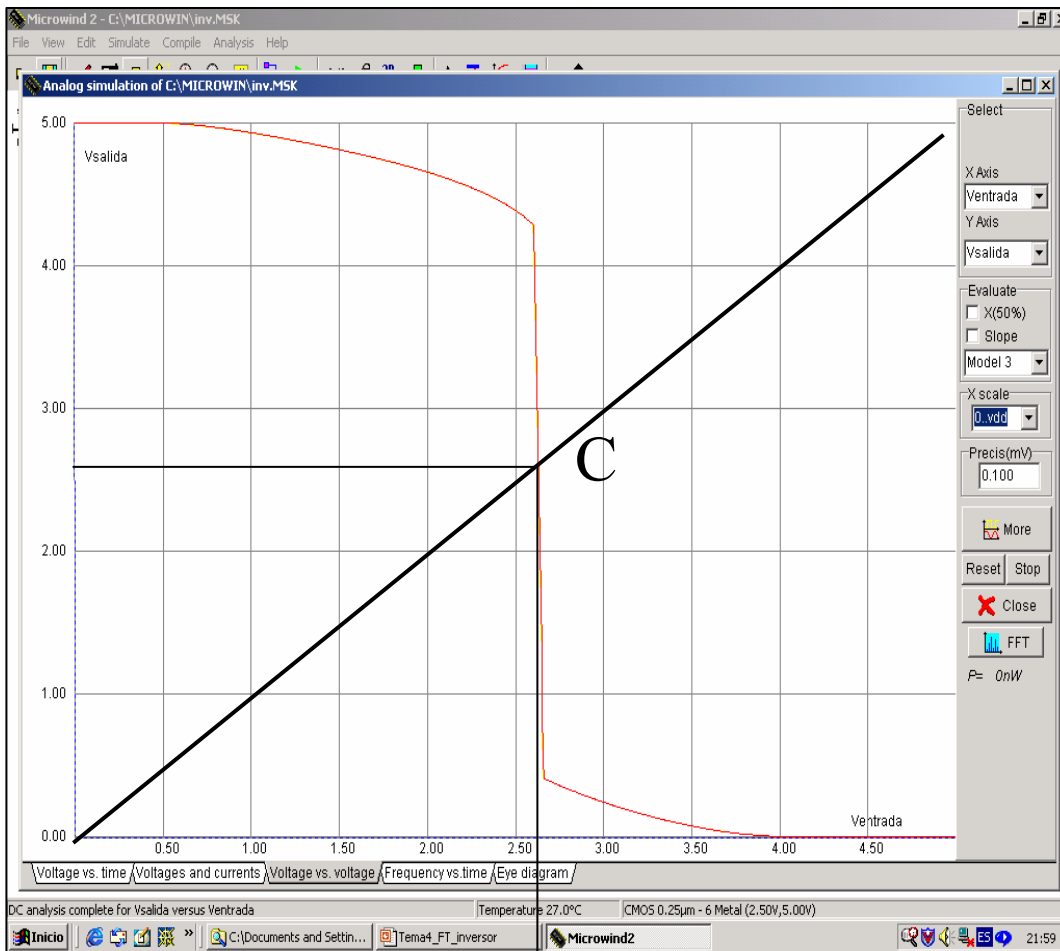 Microwind 2 - C:\MICROWIN\inv.MSK
File View Edit Simulate Compile Analysis Help
Analog simulation of C:\MICROWIN\inv.MSK
5.00
Vsalida
4.00
3.00
2.00
1.00
0.00
C
Ventrada
0.50 1.00 1.50 2.00 2.50 3.00 3.50 4.00 4.50
Select
X Axis
Ventrada
Y Axis
Vsalida
Evaluate
X(50%)
Slope
Model 3
X scale
0..vdd
Precis(mV)
0.100
More
Reset Stop
Close
FFT
P= 0nW
Voltage vs. time Voltages and currents Voltage vs. voltage Frequency vs.time Eye diagram
DC analysis complete for Vsalida versus Ventrada Temperature 27.0°C CMOS 0.25µm - 6 Metal (2.50V,5.00V)
Inicio » C:\Documents and Settin... Tema4_FT_inversor Microwind2 ES 21:59